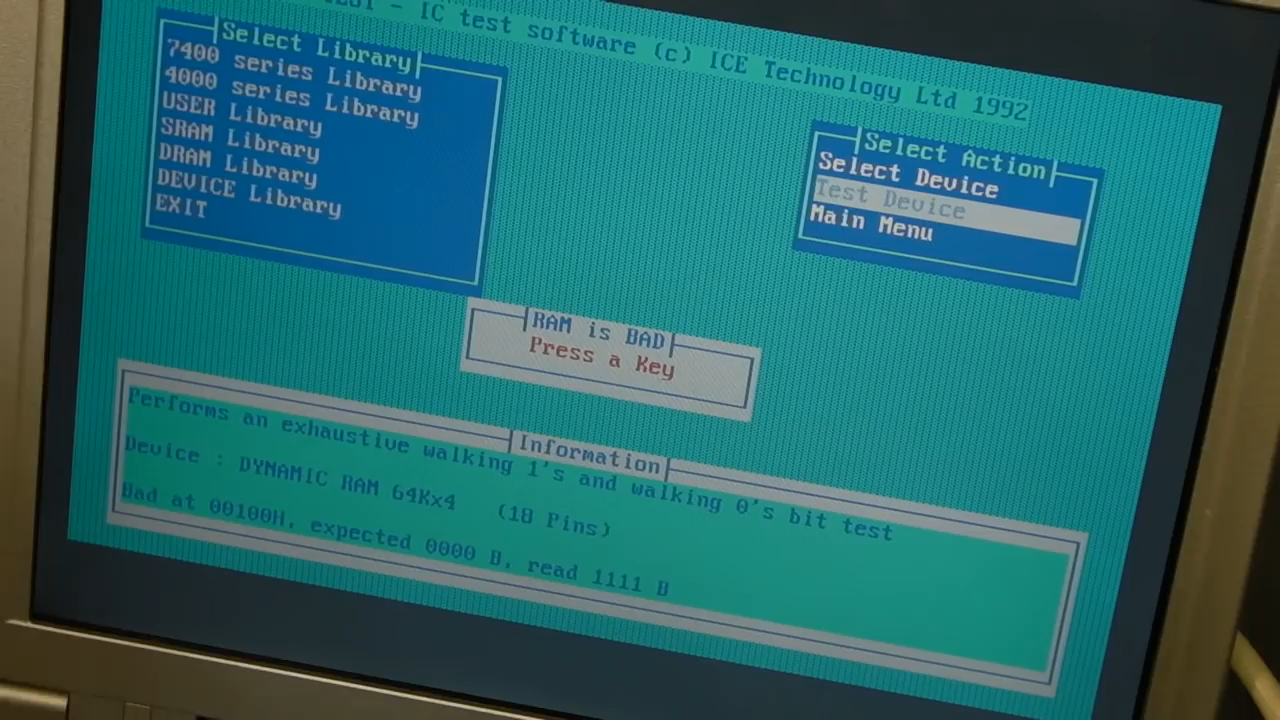 - IC test software (c) ICE Technology Ltd 1992
Select Library
7400 series Library
4000 series Library
USER Library
SRAM Library
DRAM Library
DEVICE Library
EXIT
Select Action
Select Device
Test Device
Main Menu
RAM is BAD
Press a Key
Information
Performs an exhaustive walking 1's and walking 0's bit test
Device : DYNAMIC RAM 64Kx4 (18 Pins)
Bad at 00100H, expected 0000 B, read 1111 B